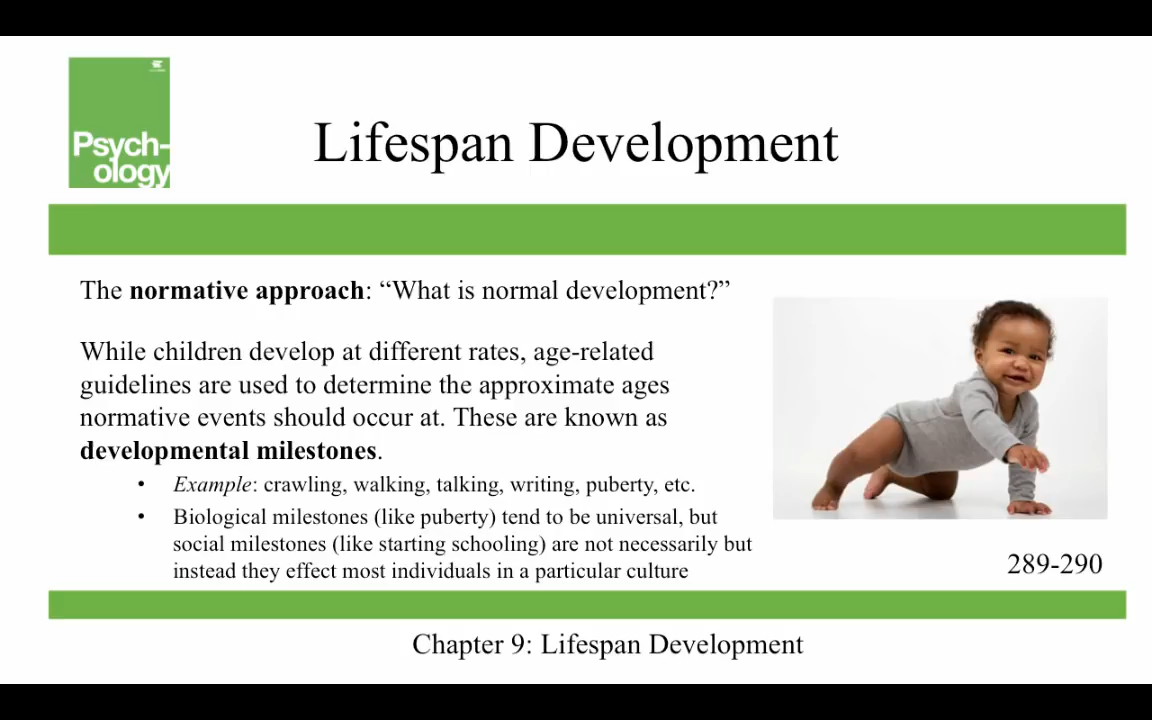 Psych-
ology
Lifespan Development
The normative approach: “What is normal development?”
While children develop at different rates, age-related
guidelines are used to determine the approximate ages
normative events should occur at. These are known as
developmental milestones.
• Example: crawling, walking, talking, writing, puberty, etc.
• Biological milestones (like puberty) tend to be universal, but
social milestones (like starting schooling) are not necessarily but
instead they effect most individuals in a particular culture
289-290
Chapter 9: Lifespan Development